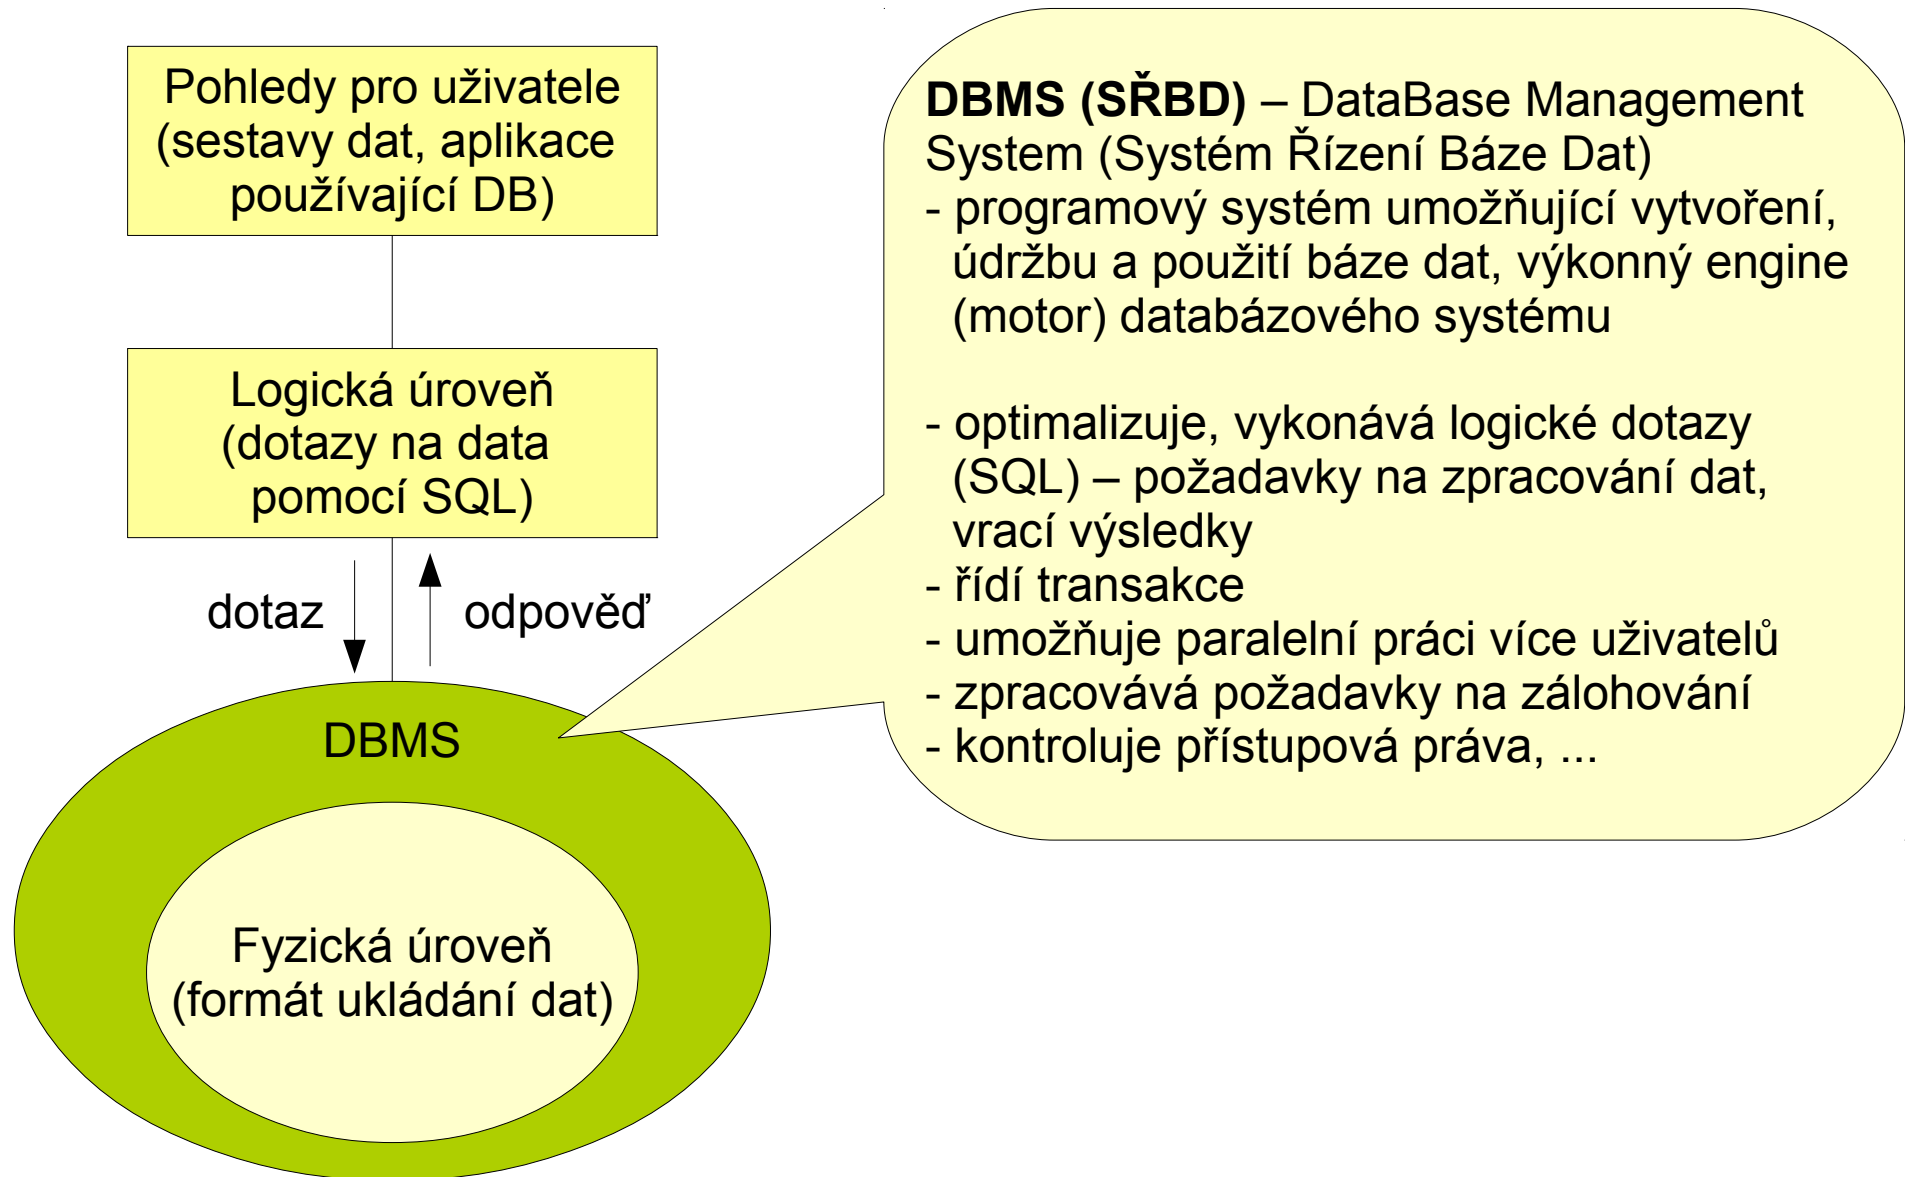 Pohledy pro uživatele
(sestavy dat, aplikace
používající DB)
Logická úroveň
(dotazy na data
pomocí SQL)
dotaz
odpověď
DBMS
Fyzická úroveň
(formát ukládání dat)
DBMS (SŘBD) – DataBase Management
System (Systém Řízení Báze Dat)
- programový systém umožňující vytvoření,
údržbu a použití báze dat, výkonný engine
(motor) databázového systému
- optimalizuje, vykonává logické dotazy
(SQL) – požadavky na zpracování dat,
vrací výsledky
- řídí transakce
- umožňuje paralelní práci více uživatelů
- zpracovává požadavky na zálohování
- kontroluje přístupová práva, ...